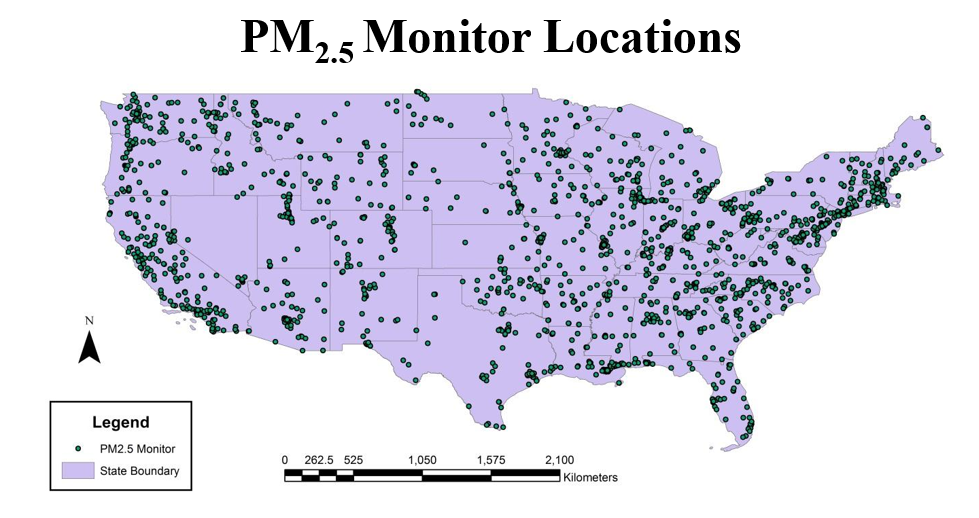 PM2.5 Monitor Locations
N
Legend
PM2.5 Monitor
State Boundary
0 262.5 525 1,050 1,575 2,100
Kilometers